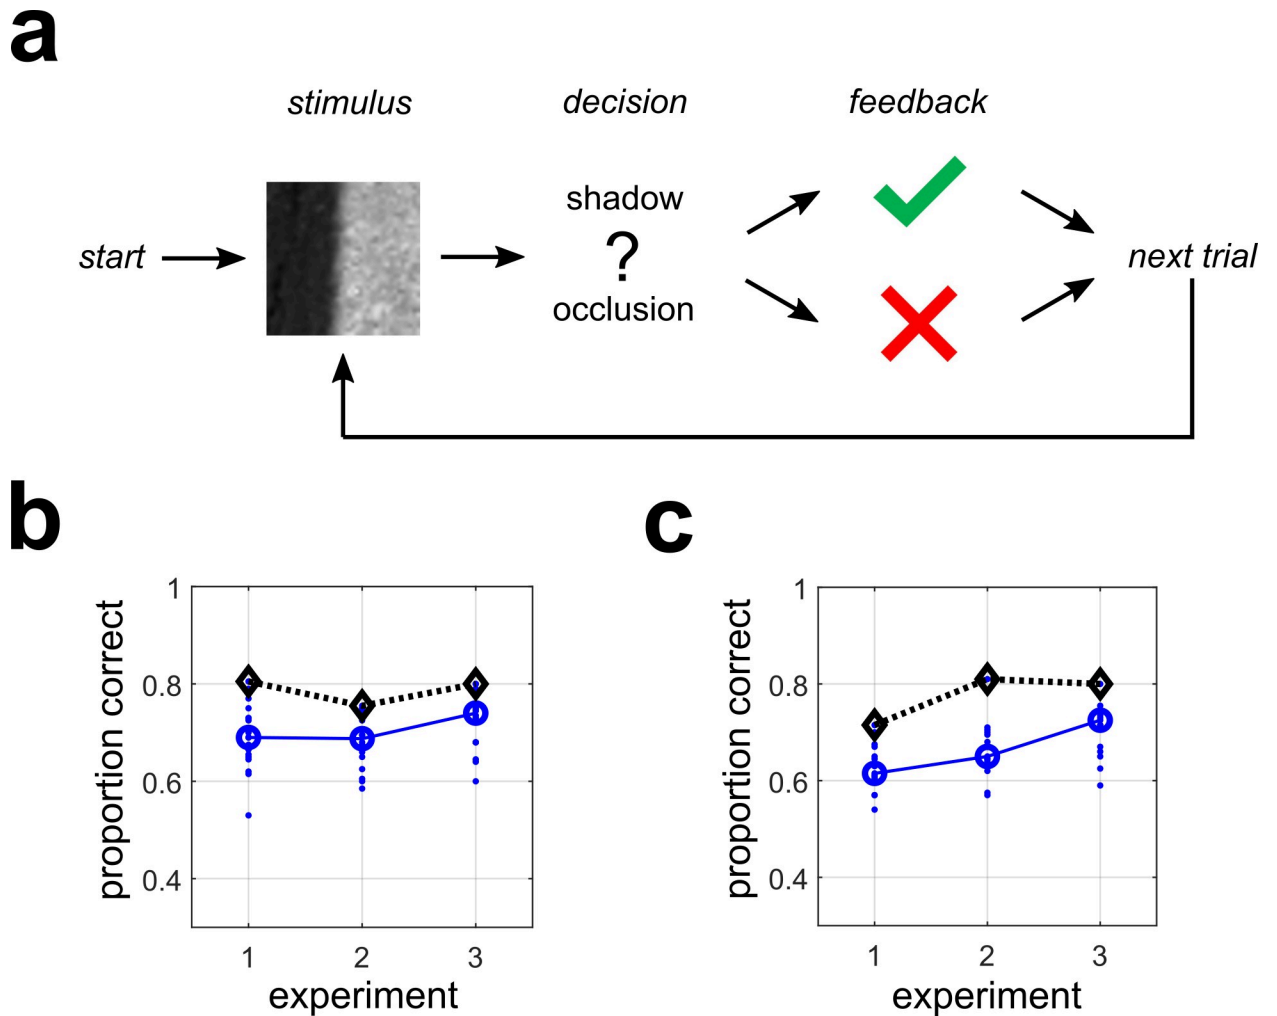 a
stimulus decision feedback
start
shadow
?
occlusion
next trial
b
proportion correct
1
0.8
0.6
0.4
1 2 3
experiment
c
proportion correct
1
0.8
0.6
0.4
1 2 3
experiment